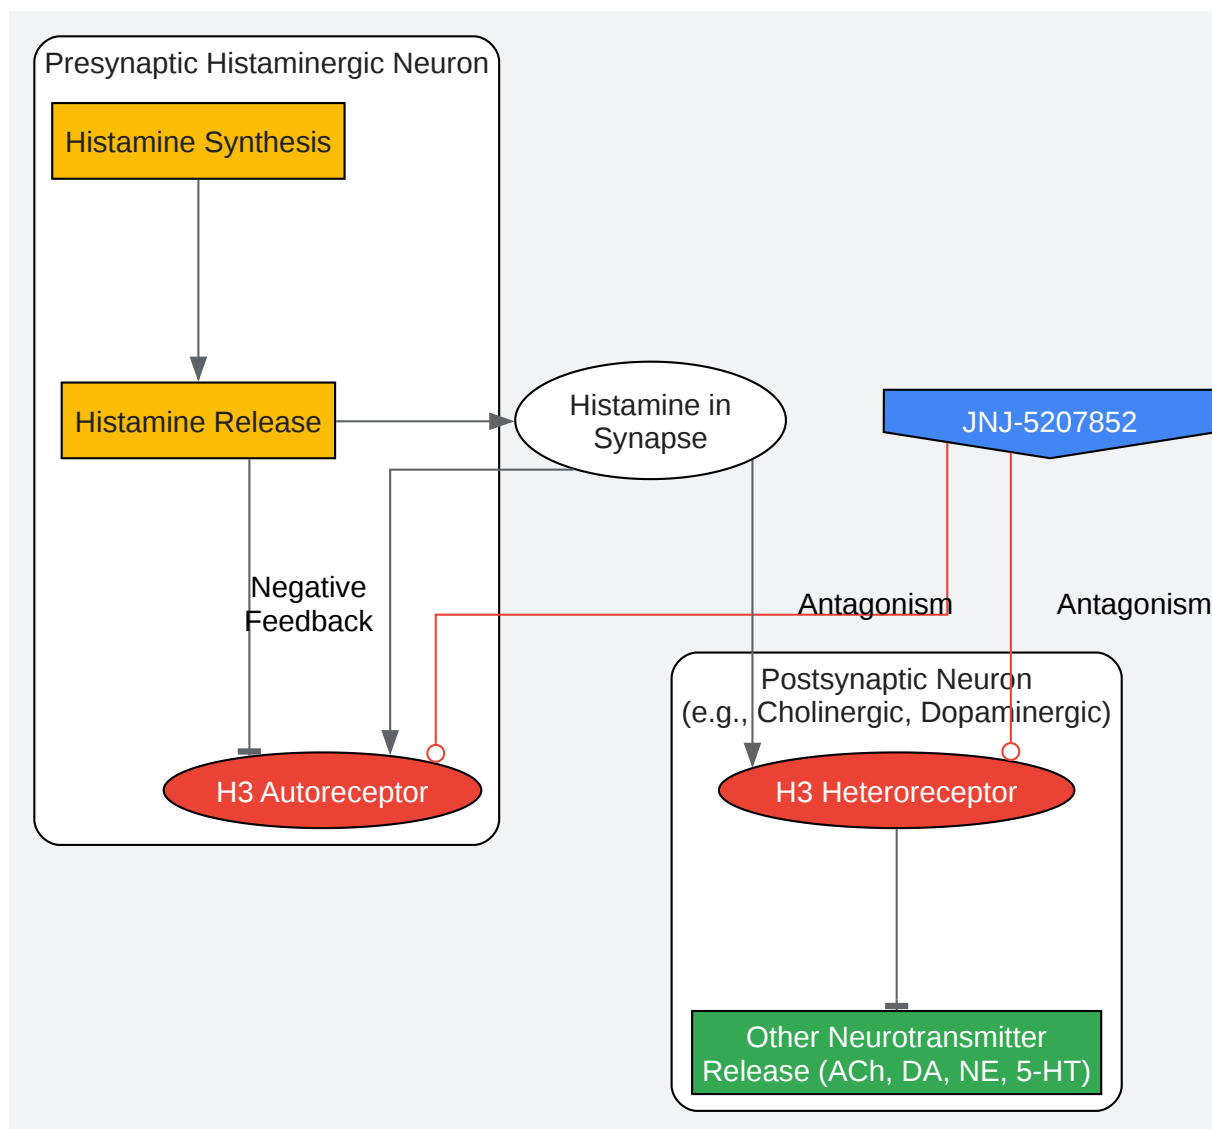 Presynaptic Histaminergic Neuron
Histamine Synthesis
Histamine Release
Histamine in
Synapse
JNJ-5207852
Negative
Feedback
Antagonism
Antagonism
Postsynaptic Neuron
(e.g., Cholinergic, Dopaminergic)
H3 Autoreceptor
H3 Heteroreceptor
Other Neurotransmitter
Release (ACh, DA, NE, 5-HT)